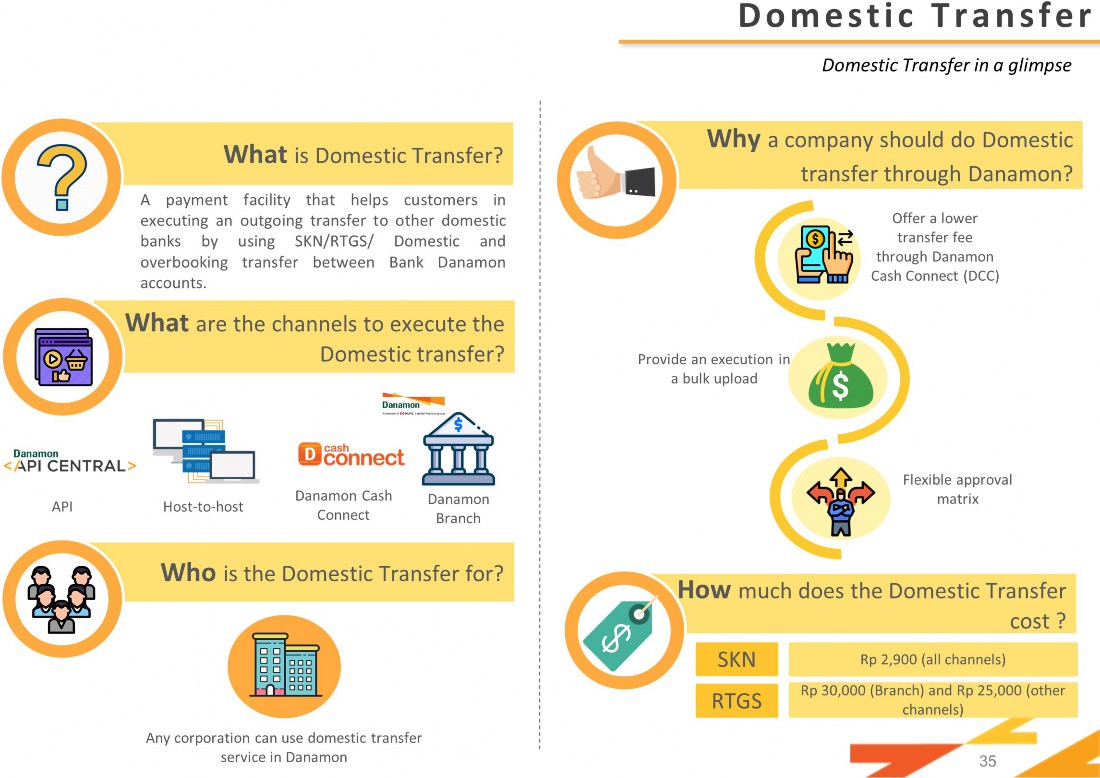 Domestic Transfer
Domestic Transfer in a glimpse
What is Domestic Transfer?
A payment facility that helps customers in
executing an outgoing transfer to other domestic
banks by using SKN/RTGS/ Domestic and
overbooking transfer between Bank Danamon
accounts.
What are the channels to execute the
Domestic transfer?
Danamon
<API CENTRAL>
API
Host-to-host
D cash
connect
Danamon Cash
Connect
Danamon
Danamon
Branch
Who is the Domestic Transfer for?
Any corporation can use domestic transfer
service in Danamon
Why a company should do Domestic
transfer through Danamon?
Offer a lower
transfer fee
through Danamon
Cash Connect (DCC)
Provide an execution in
a bulk upload
Flexible approval
matrix
How much does the Domestic Transfer
cost ?
SKN
Rp 2,900 (all channels)
RTGS
Rp 30,000 (Branch) and Rp 25,000 (other
channels)
35